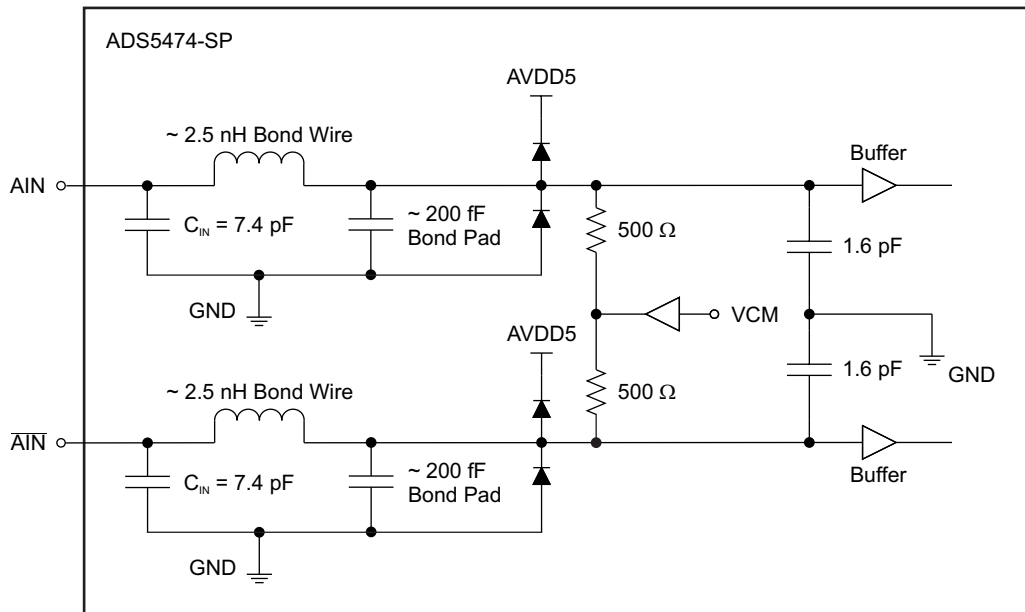 ADS5474-SP
AVDD5
~ 2.5 nH Bond Wire
Buffer
AIN
C_IN = 7.4 pF
~ 200 fF
Bond Pad
500 Ω
1.6 pF
GND
VCM
AVDD5
GND
~ 2.5 nH Bond Wire
500 Ω
1.6 pF
A̅I̅N̅
C_IN = 7.4 pF
~ 200 fF
Bond Pad
Buffer
GND